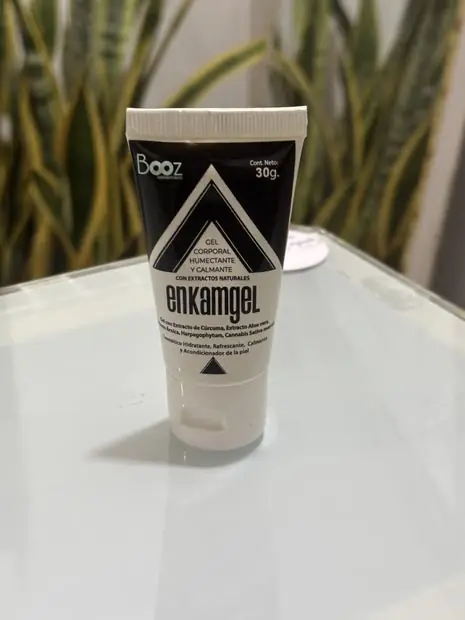 Booz
Cont. Neto:
30g.
GEL
CORPORAL
HUMECTANTE
Y CALMANTE
CON EXTRACTOS NATURALES
enkamgel
Gel con Extracto de Cúrcuma, Extracto Aloe vera,
Árnica, Harpagophytum, Cannabis Sativa
Cosmético Hidratante, Refrescante, Calmante
y Acondicionador de la piel